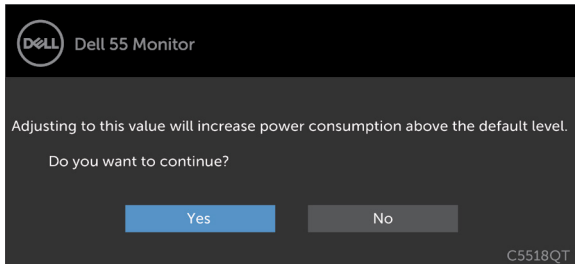 DELL Dell 55 Monitor
Adjusting to this value will increase power consumption above the default level.
Do you want to continue?
Yes No
C5518QT